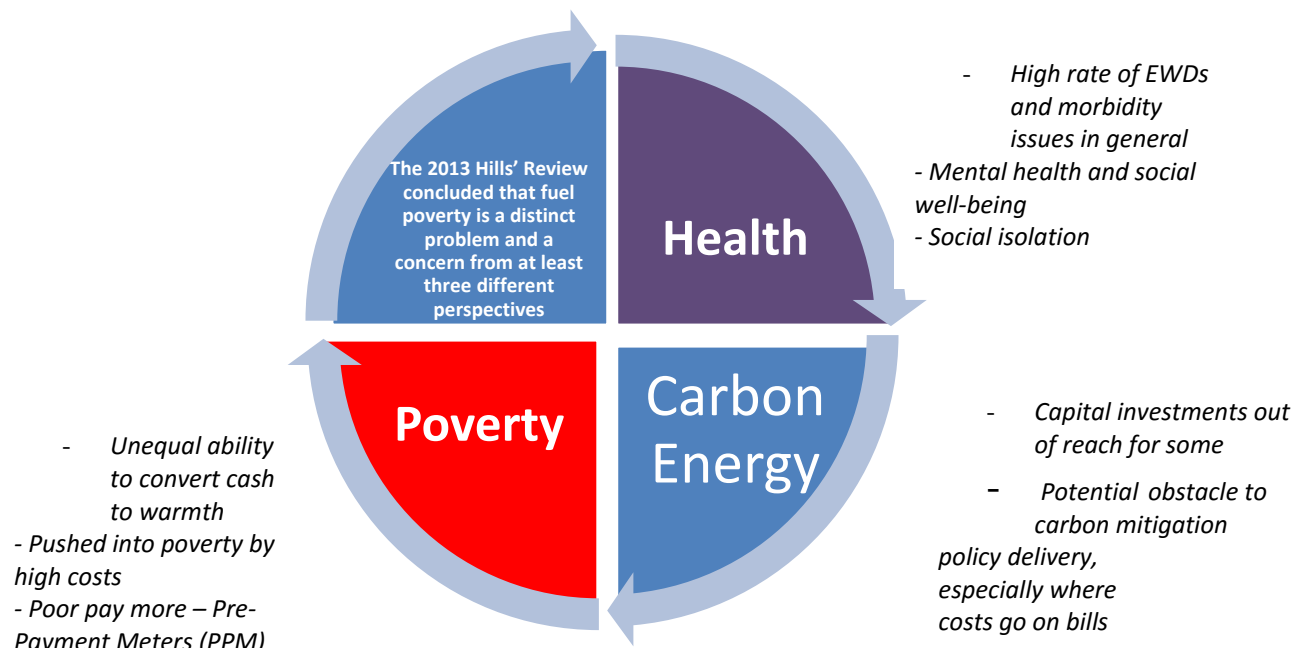 The 2013 Hills' Review
concluded that fuel
poverty is a distinct
problem and a
concern from at least
three different
perspectives
Health
- High rate of EWDs
and morbidity
issues in general
- Mental health and social
well-being
- Social isolation
Carbon
Energy
- Capital investments out
of reach for some
- Potential obstacle to
carbon mitigation
policy delivery,
especially where
costs go on bills
Poverty
- Unequal ability
to convert cash
to warmth
- Pushed into poverty by
high costs
- Poor pay more – Pre-
Payment Meters (PPM)